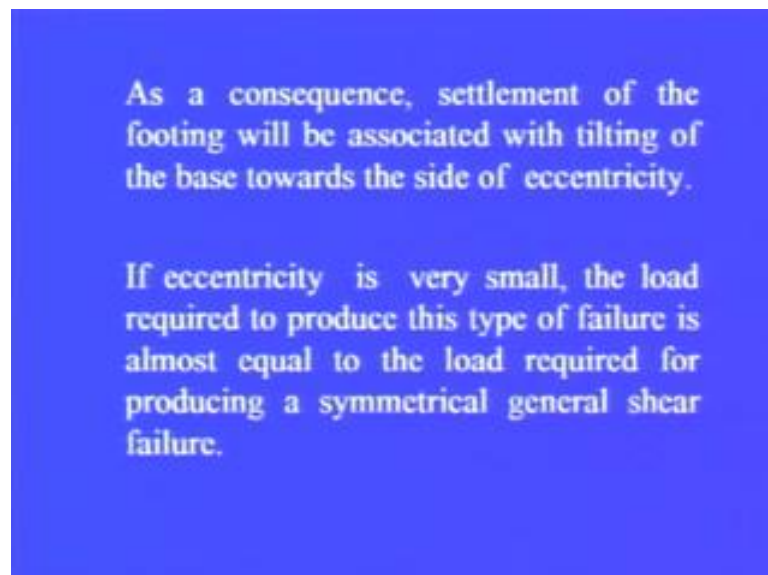 As a consequence, settlement of the
footing will be associated with tilting of
the base towards the side of eccentricity.
If eccentricity is very small, the load
required to produce this type of failure is
almost equal to the load required for
producing a symmetrical general shear
failure.